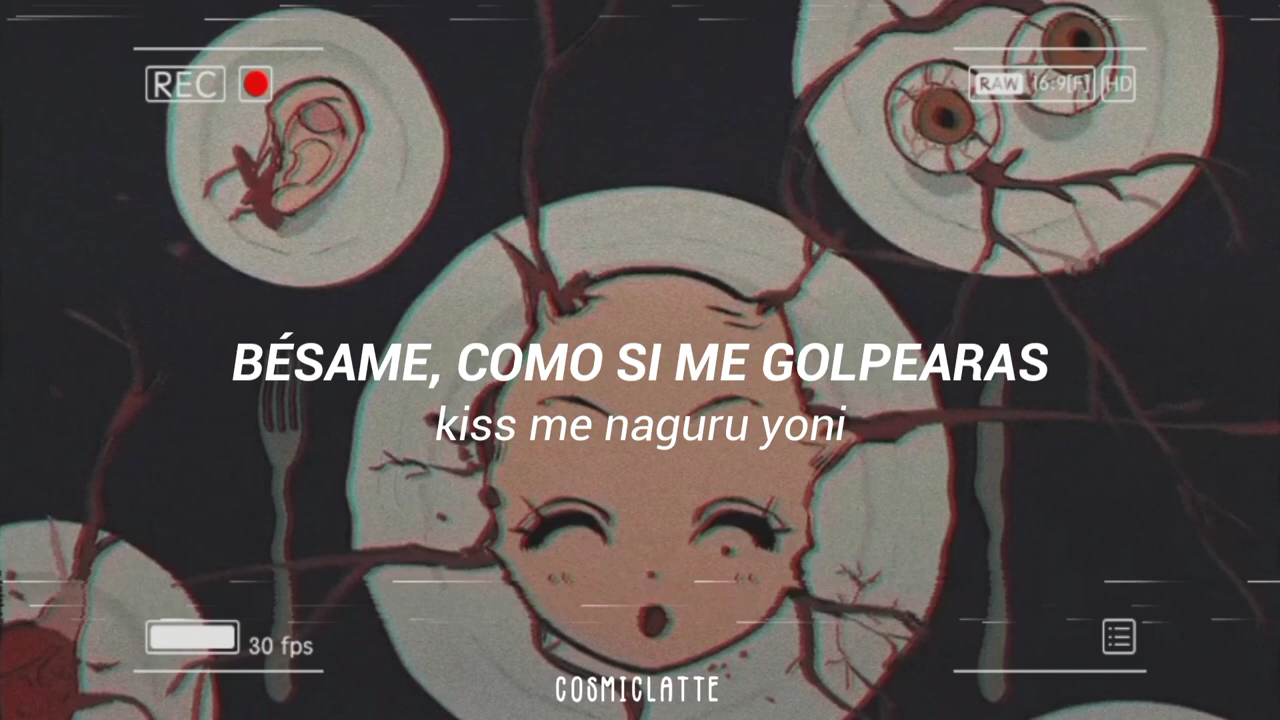 REC
RAW 16:9[F] HD
BÉSAME, COMO SI ME GOLPEARAS
kiss me naguru yoni
30 fps
COSMICLATTE